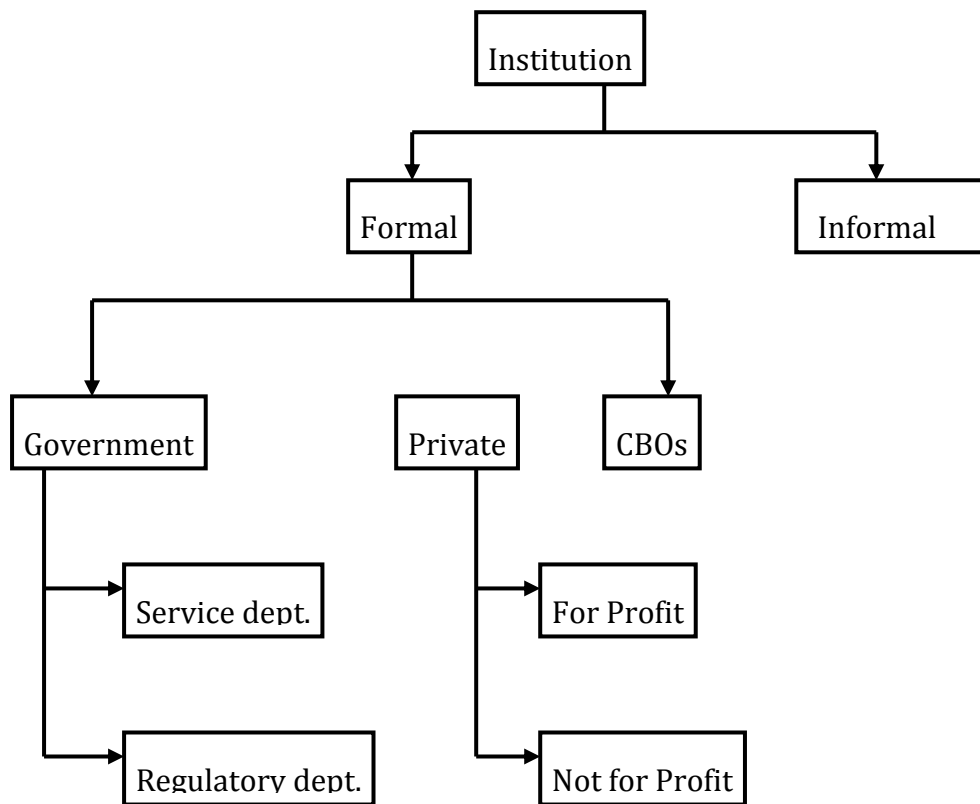 Institution
Formal
Informal
Government
Private
CBOs
Service dept.
For Profit
Regulatory dept.
Not for Profit